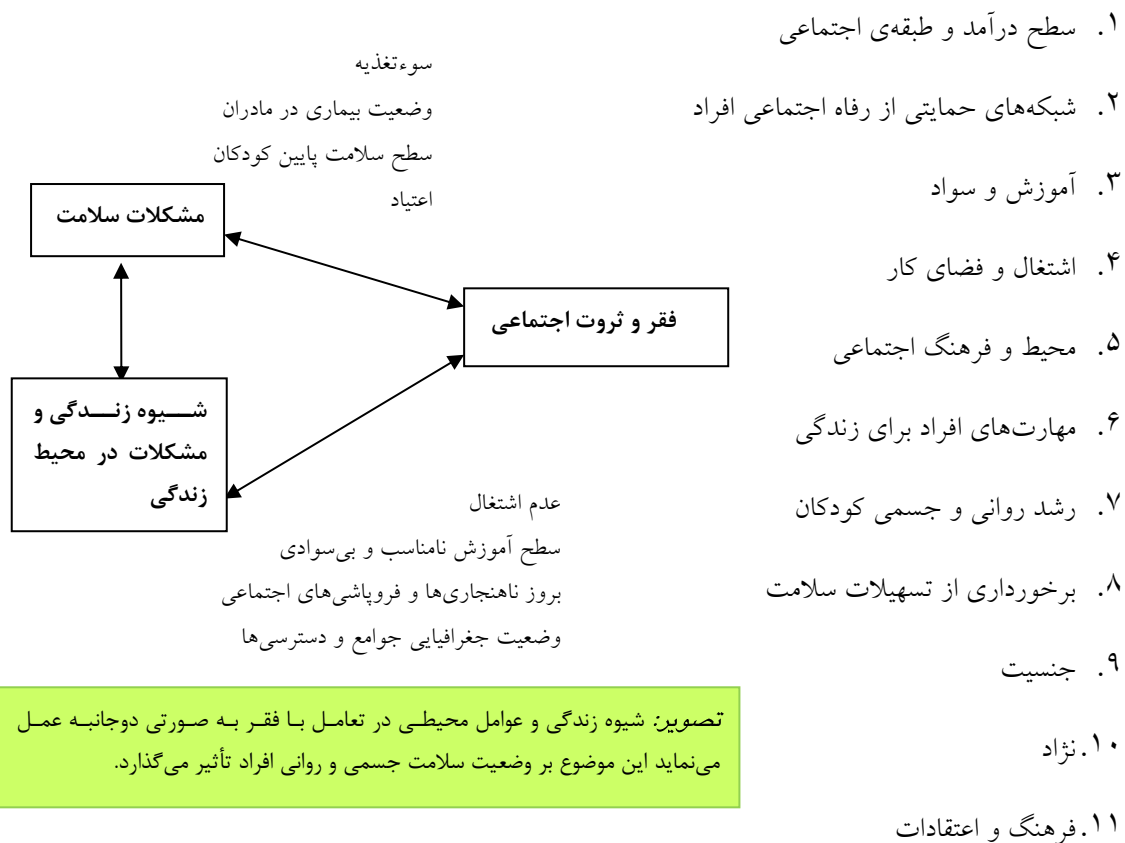 ۱. سطح درآمد و طبقه‌ی اجتماعی
۲. شبکه‌های حمایتی از رفاه اجتماعی افراد
۳. آموزش و سواد
۴. اشتغال و فضای کار
۵. محیط و فرهنگ اجتماعی
۶. مهارت‌های افراد برای زندگی
۷. رشد روانی و جسمی کودکان
۸. برخورداری از تسهیلات سلامت
۹. جنسیت
۱۰. نژاد
۱۱. فرهنگ و اعتقادات
سوءتغذیه
وضعیت بیماری در مادران
سطح سلامت پایین کودکان
اعتیاد
مشکلات سلامت
فقر و ثروت اجتماعی
شیوه زندگی و
مشکلات در محیط
زندگی
عدم اشتغال
سطح آموزش نامناسب و بی‌سوادی
بروز ناهنجاری‌ها و فروپاشی‌های اجتماعی
وضعیت جغرافیایی جوامع و دسترسی‌ها
تصویر: شیوه زندگی و عوامل محیطی در تعامل با فقر به صورتی دوجانبه عمل
می‌نماید این موضوع بر وضعیت سلامت جسمی و روانی افراد تأثیر می‌گذارد.